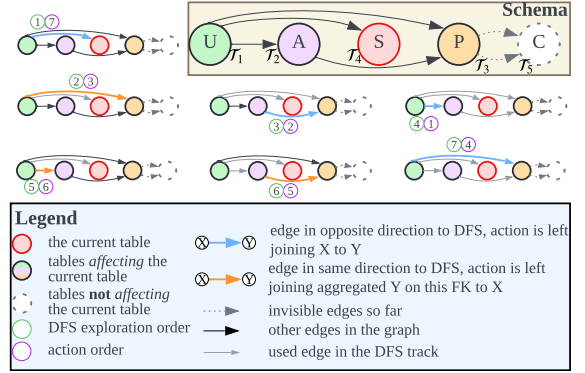 Schema
U A S P C
𝒯1 𝒯2 𝒯4 𝒯3 𝒯5
1 7
2 3
3 2
4 1
5 6
6 5
7 4
Legend
the current table
tables affecting the
current table
tables not affecting
the current table
DFS exploration order
action order
X Y edge in opposite direction to DFS, action is left
joining X to Y
X Y edge in same direction to DFS, action is left
joining aggregated Y on this FK to X
invisible edges so far
other edges in the graph
used edge in the DFS track